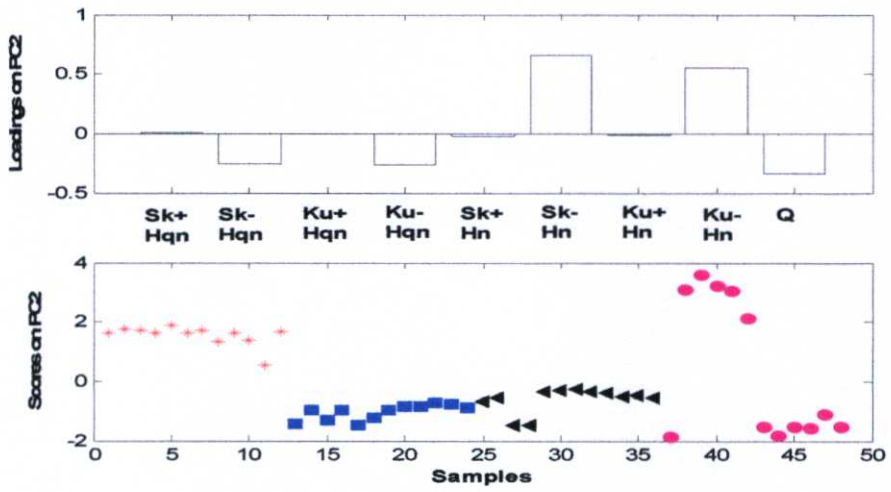 Loadings on PC2
1
0.5
0
-0.5
Sk+ Sk- Ku+ Ku- Sk+ Sk- Ku+ Ku- Q
Hqn Hqn Hqn Hqn Hn Hn Hn Hn
Scores on PC2
4
2
0
-2
0 5 10 15 20 25 30 35 40 45 50
Samples